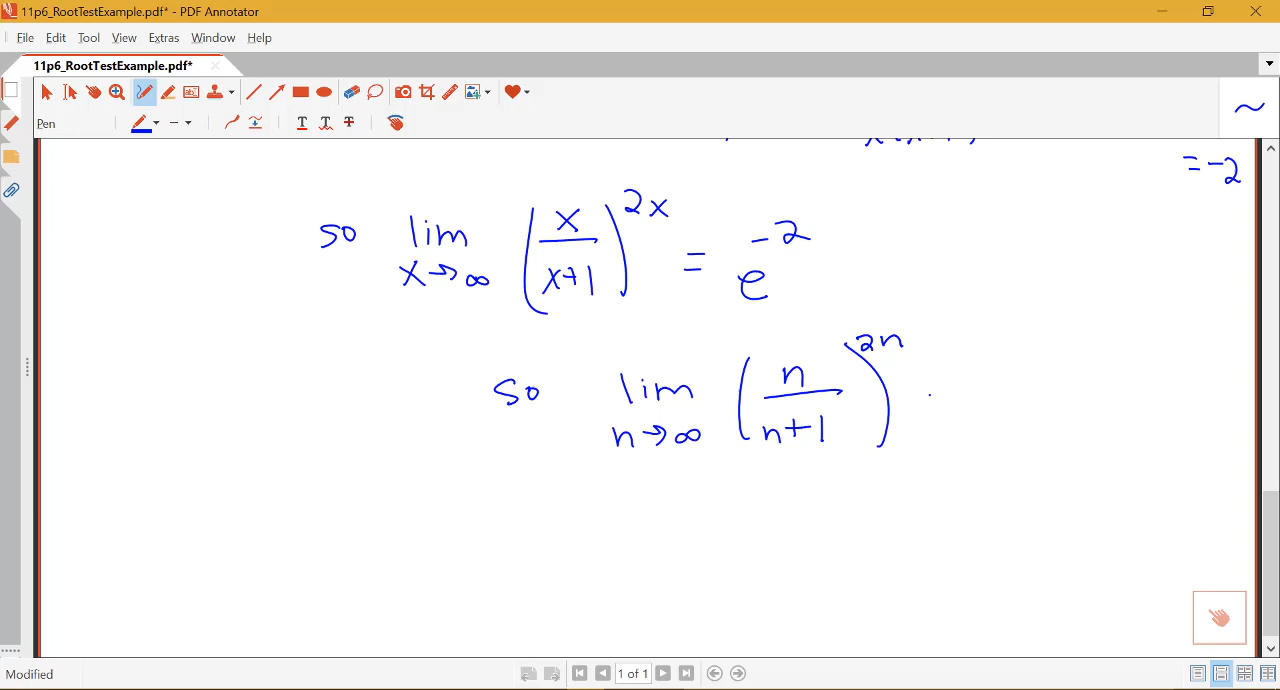 11p6_RootTestExample.pdf* - PDF Annotator
File Edit Tool View Extras Window Help
11p6_RootTestExample.pdf*
Pen
= -2
so lim x→∞ (x/(x+1))^2x = e^-2
so lim n→∞ (n/(n+1))^2n
Modified
1 of 1